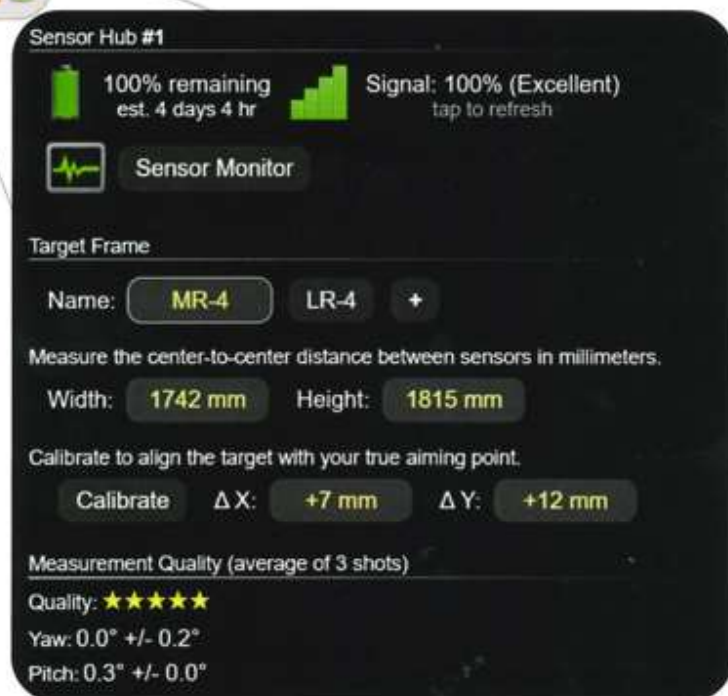 Sensor Hub #1
100% remaining
est. 4 days 4 hr
Signal: 100% (Excellent)
tap to refresh
Sensor Monitor
Target Frame
Name: MR-4 LR-4 +
Measure the center-to-center distance between sensors in millimeters.
Width: 1742 mm Height: 1815 mm
Calibrate to align the target with your true aiming point.
Calibrate Δ X: +7 mm Δ Y: +12 mm
Measurement Quality (average of 3 shots)
Quality: ★★★★★
Yaw: 0.0° +/- 0.2°
Pitch: 0.3° +/- 0.0°